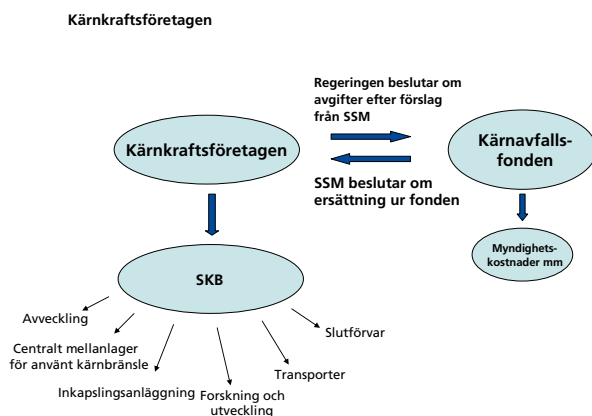 Kärnkraftsföretagen
Regeringen beslutar om
avgifter efter förslag
från SSM
Kärnkraftsföretagen
Kärnavfalls-
fonden
SSM beslutar om
ersättning ur fonden
Myndighets-
kostnader mm
SKB
Avveckling
Slutförvar
Centralt mellanlager
för använt kärnbränsle
Transporter
Inkapslingsanläggning
Forskning och
utveckling